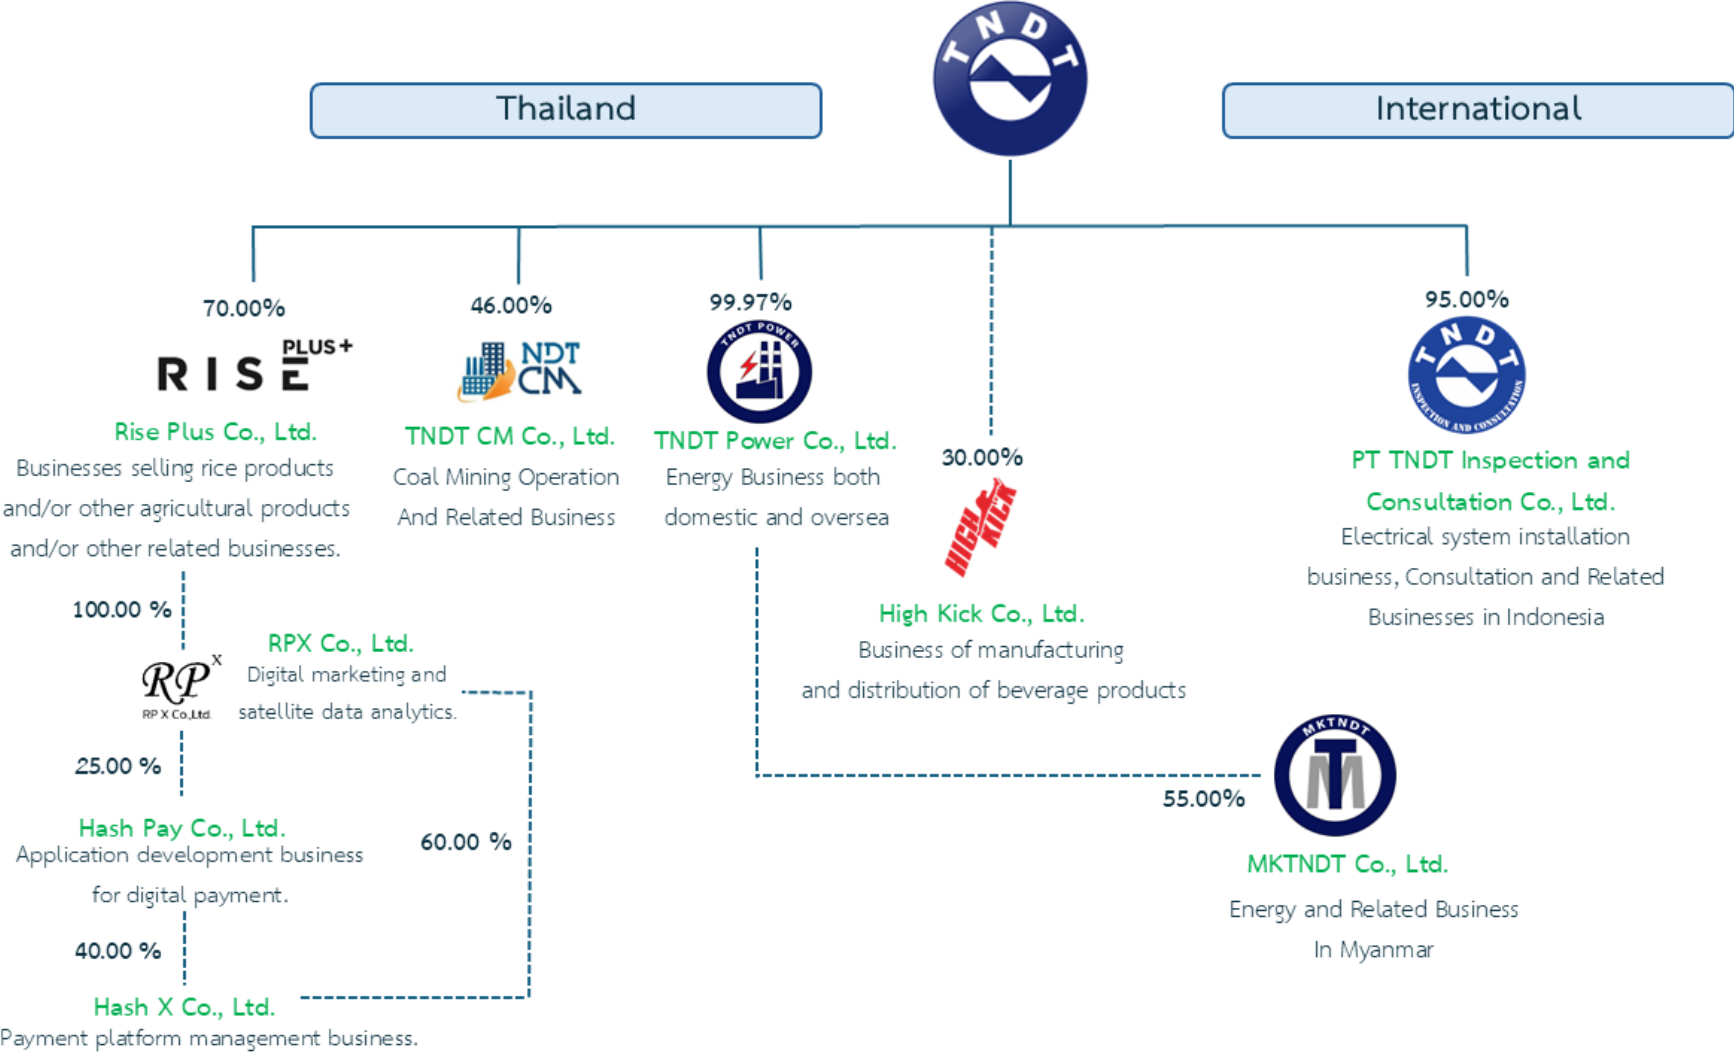 TNDT
Thailand
International
70.00%
RISE PLUS+
Rise Plus Co., Ltd.
Businesses selling rice products
and/or other agricultural products
and/or other related businesses.
100.00 %
RPX
RP X Co.,Ltd.
RPX Co., Ltd.
Digital marketing and
satellite data analytics.
25.00 %
Hash Pay Co., Ltd.
Application development business
for digital payment.
40.00 %
60.00 %
Hash X Co., Ltd.
Payment platform management business.
46.00%
NDT
CM
TNDT CM Co., Ltd.
Coal Mining Operation
And Related Business
99.97%
TNDT POWER
TNDT Power Co., Ltd.
Energy Business both
domestic and oversea
30.00%
HIGH
KICK
High Kick Co., Ltd.
Business of manufacturing
and distribution of beverage products
95.00%
TNDT
INSPECTION AND CONSULTATION
PT TNDT Inspection and
Consultation Co., Ltd.
Electrical system installation
business, Consultation and Related
Businesses in Indonesia
55.00%
MKTNDT
TM
MKTNDT Co., Ltd.
Energy and Related Business
In Myanmar